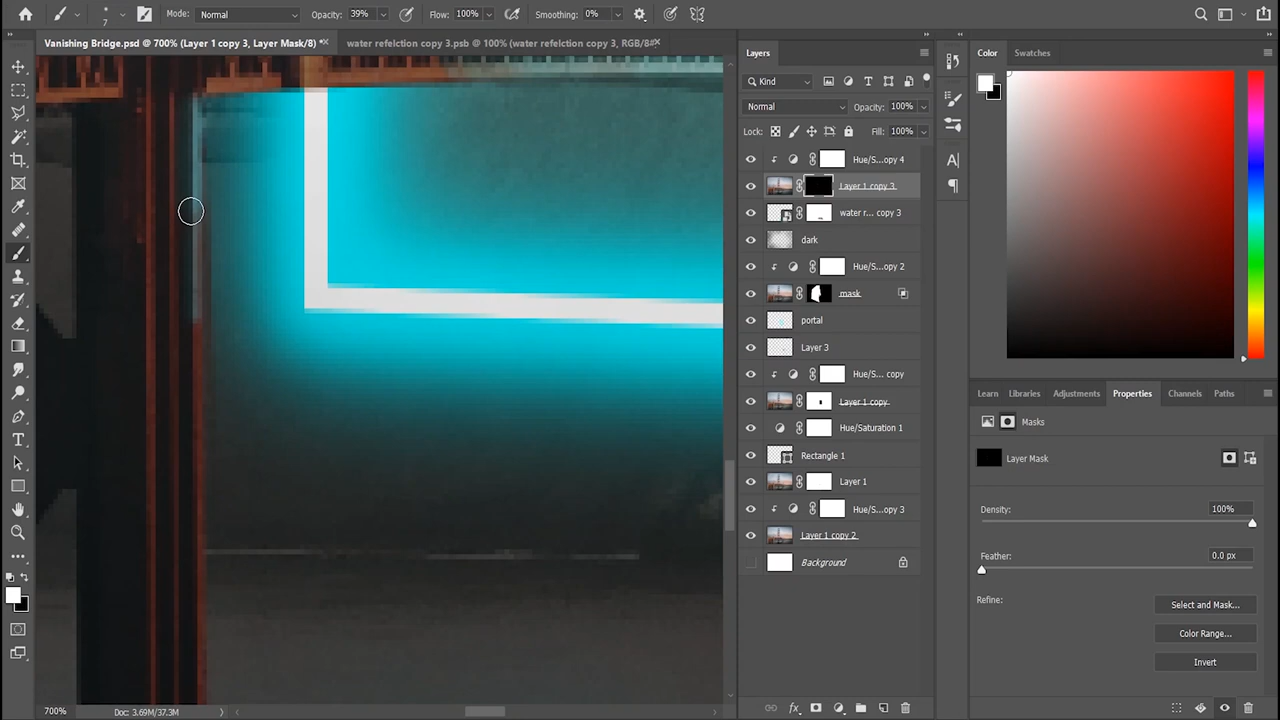 7
Mode: Normal
Opacity: 39%
Flow: 100%
Smoothing: 0%
Vanishing Bridge.psd @ 700% (Layer 1 copy 3, Layer Mask/8) *
water refelction copy 3.psb @ 100% (water refelction copy 3, RGB/8#
Layers
Kind
Normal
Opacity: 100%
Lock:
Fill: 100%
Hue/S...opy 4
Layer 1 copy 3
water r... copy 3
dark
Hue/S...opy 2
mask
portal
Layer 3
Hue/S... copy
Layer 1 copy
Hue/Saturation 1
Rectangle 1
Layer 1
Hue/S...opy 3
Layer 1 copy 2
Background
Color
Swatches
Learn
Libraries
Adjustments
Properties
Channels
Paths
Masks
Layer Mask
Density: 100%
Feather: 0.0 px
Refine:
Select and Mask...
Color Range...
Invert
700%
Doc: 3.69M/37.3M